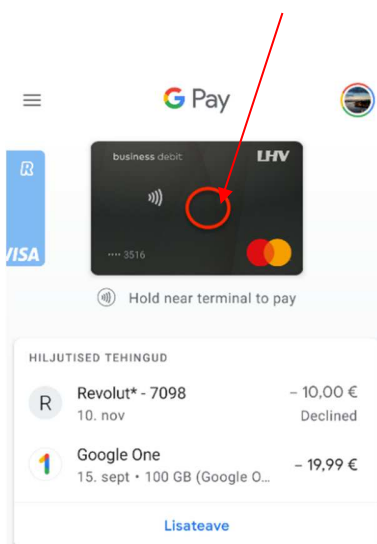 G Pay
R
VISA
business debit LHV
•••• 3516
Hold near terminal to pay
HILJUTISED TEHINGUD
R Revolut* - 7098 – 10,00 €
10. nov Declined
1 Google One – 19,99 €
15. sept • 100 GB (Google O...
Lisateave